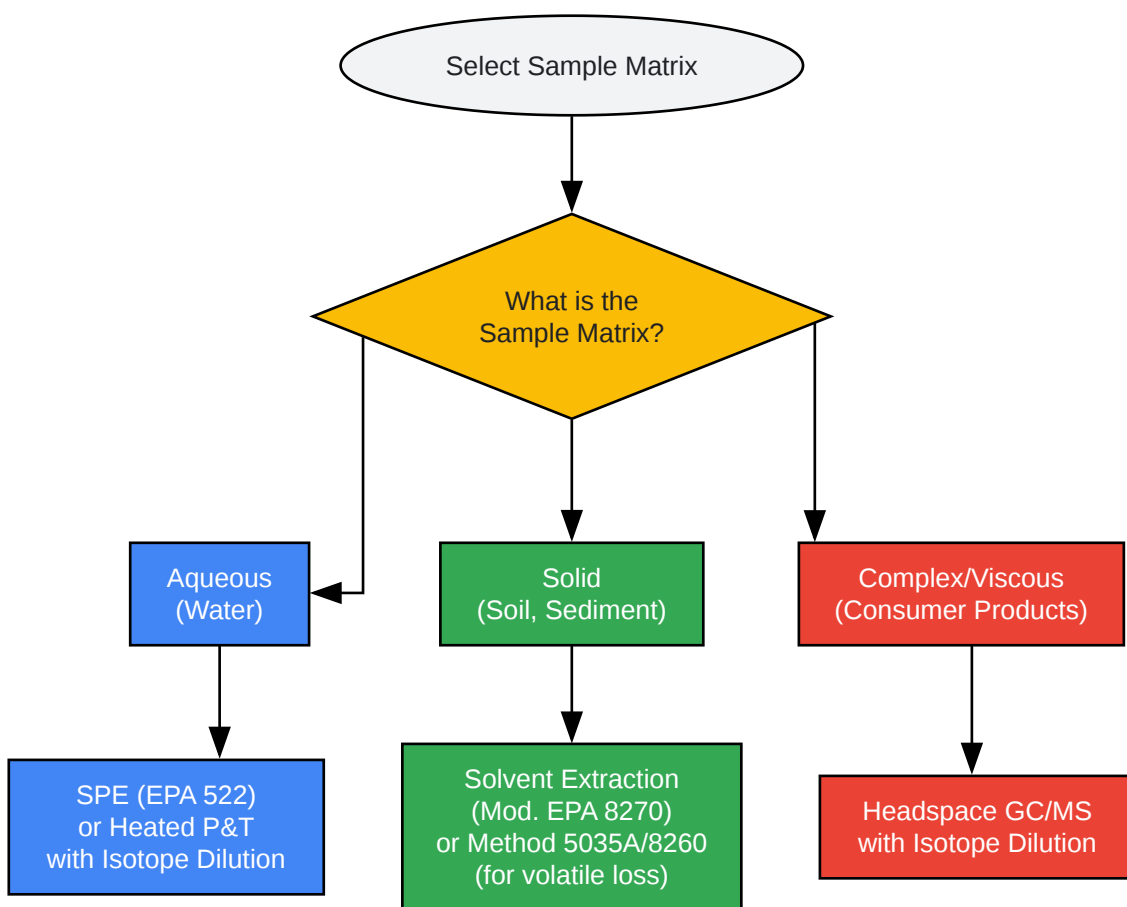 Select Sample Matrix
What is the
Sample Matrix?
Aqueous
(Water)
Solid
(Soil, Sediment)
Complex/Viscous
(Consumer Products)
SPE (EPA 522)
or Heated P&T
with Isotope Dilution
Solvent Extraction
(Mod. EPA 8270)
or Method 5035A/8260
(for volatile loss)
Headspace GC/MS
with Isotope Dilution